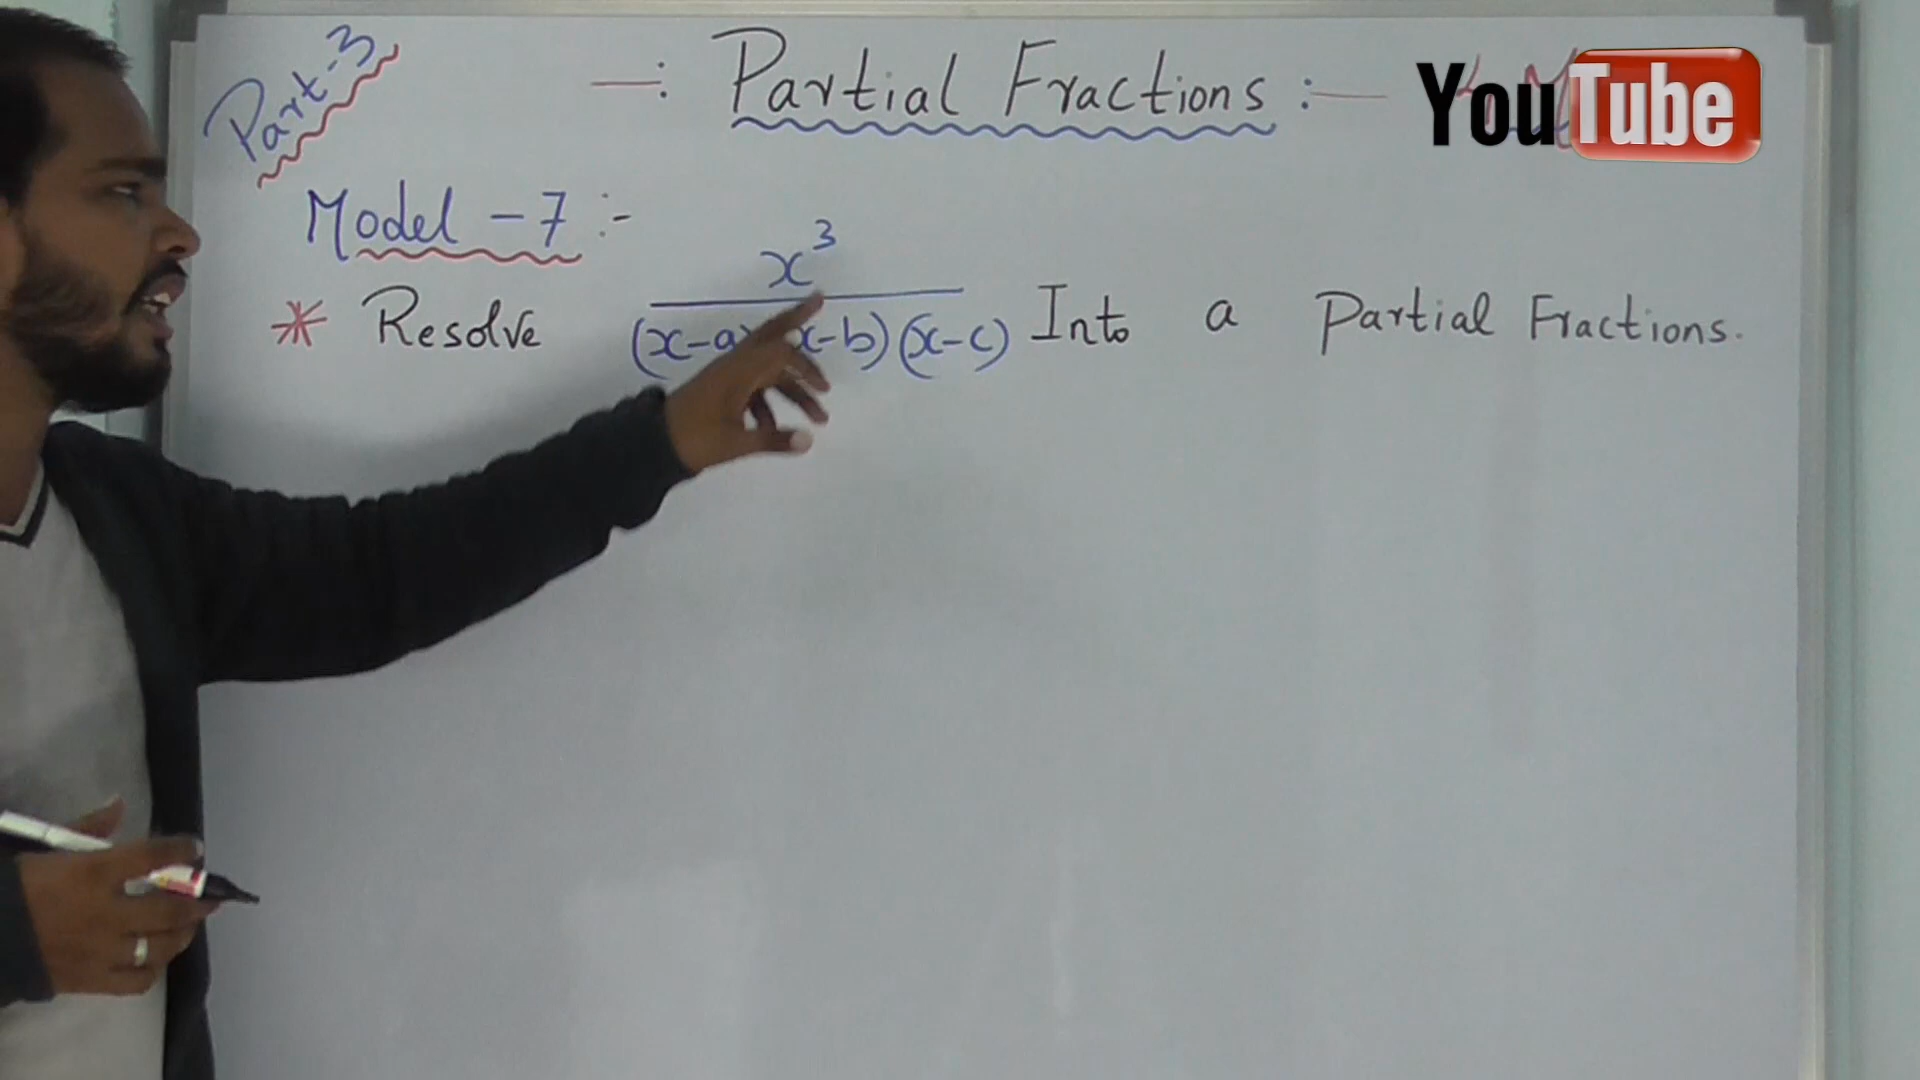 Part-3
—: Partial Fractions :—
YouTube
Model - 7 :-
x³
* Resolve ――― Into a Partial Fractions.
(x-a) (x-b) (x-c)